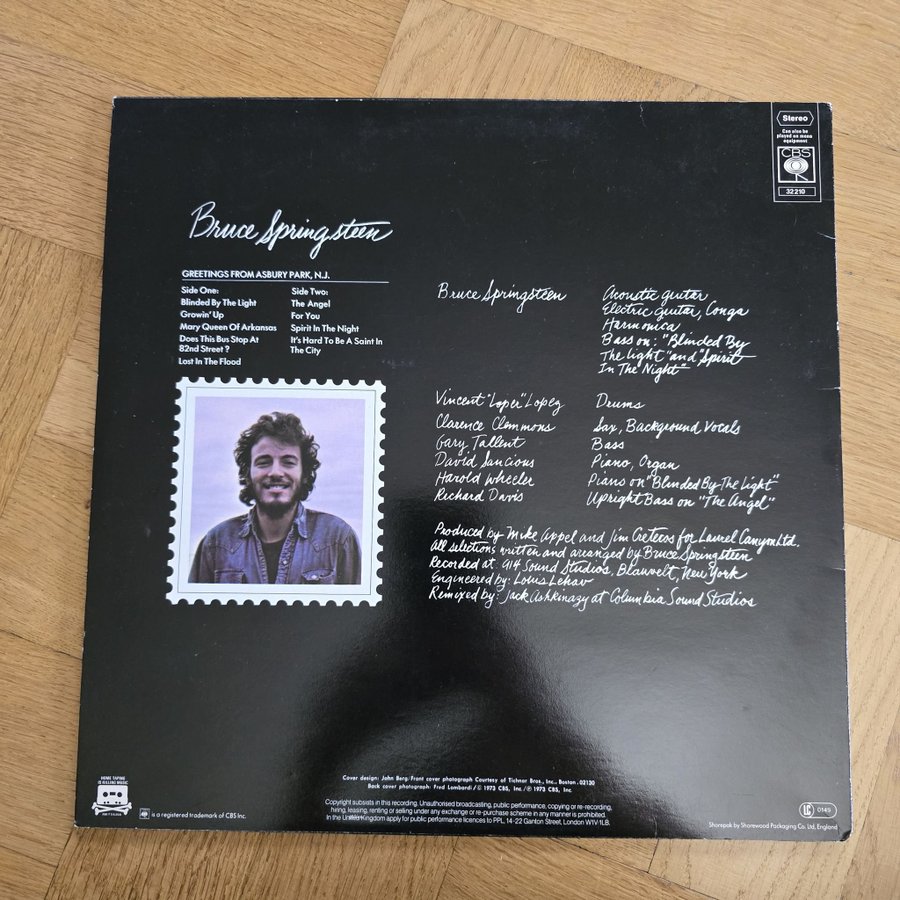 Stereo
Can also be
played on mono
equipment
CBS
32210
Bruce Springsteen
GREETINGS FROM ASBURY PARK, N.J.
Side One:
Blinded By The Light
Growin' Up
Mary Queen Of Arkansas
Does This Bus Stop At
82nd Street ?
Lost In The Flood
Side Two:
The Angel
For You
Spirit In The Night
It's Hard To Be A Saint In
The City
Bruce Springsteen
Acoustic guitar
Electric guitar, Conga
Harmonica
Bass on: "Blinded By
The light" and "Spirit
In The Night"
Vincent "Loper" Lopez Drums
Clarence Clemmons Sax, Background Vocals
Gary Tallent Bass
David Sancious Piano, Organ
Harold Wheeler Piano on "Blinded By The Light"
Richard Davis Upright Bass on "The Angel"
Produced by: Mike Appel and Jim Cretecos for Laurel Canyon Ltd.
All selections written and arranged by Bruce Springsteen
Recorded at: 914 Sound Studios, Blauvelt, New York
Engineered by: Louis Lehav
Remixed by: Jack Ashkinazy at Columbia Sound Studios
HOME TAPING
IS KILLING MUSIC
AND IT'S ILLEGAL
is a registered trademark of CBS Inc.
Cover design: John Berg/Front cover photograph Courtesy of Tichnor Bros., Inc., Boston. 02130
Back cover photograph: Fred Lombardi/ © 1973 CBS, Inc./ ℗ 1973 CBS, Inc.
Copyright subsists in this recording. Unauthorised broadcasting, public performance, copying or re-recording,
hiring, leasing, renting or selling under any exchange or re-purchase scheme in any manner is prohibited.
In the United Kingdom apply for public performance licences to PPL, 14-22 Ganton Street, London W1V 1LB.
LC 0149
Shorepak by Shorewood Packaging Co. Ltd, England